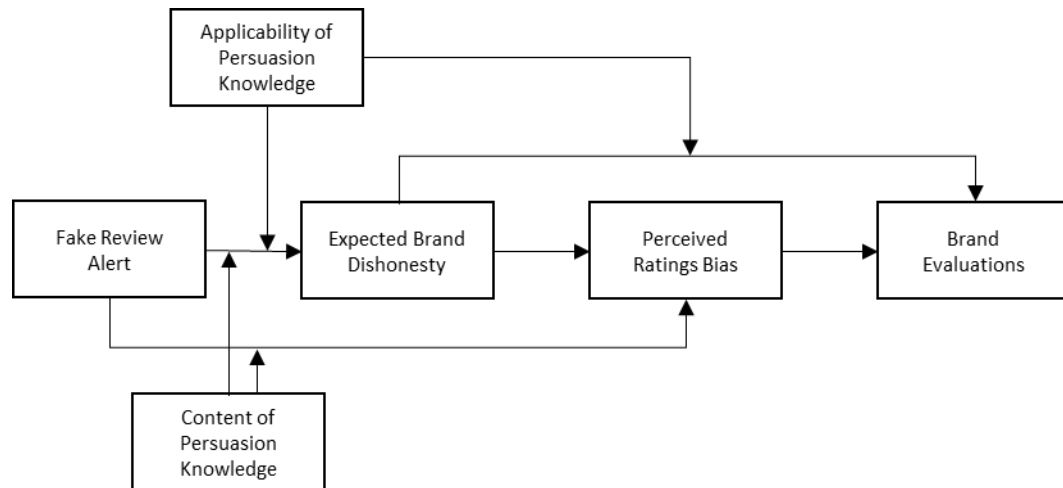 Applicability of
Persuasion
Knowledge
Fake Review
Alert
Expected Brand
Dishonesty
Perceived
Ratings Bias
Brand
Evaluations
Content of
Persuasion
Knowledge